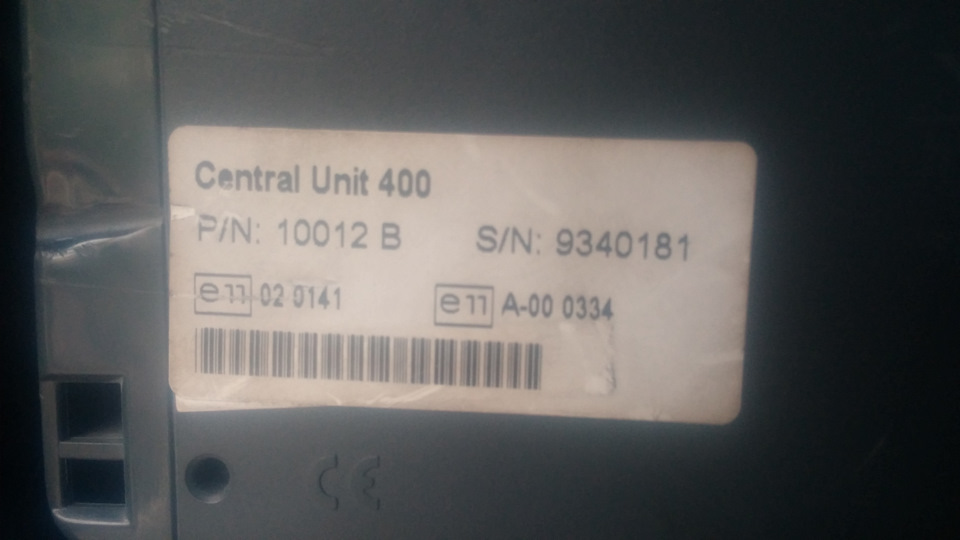 Central Unit 400
P/N: 10012 B S/N: 9340181
e11 02 0141 e11 A-00 0334
CE